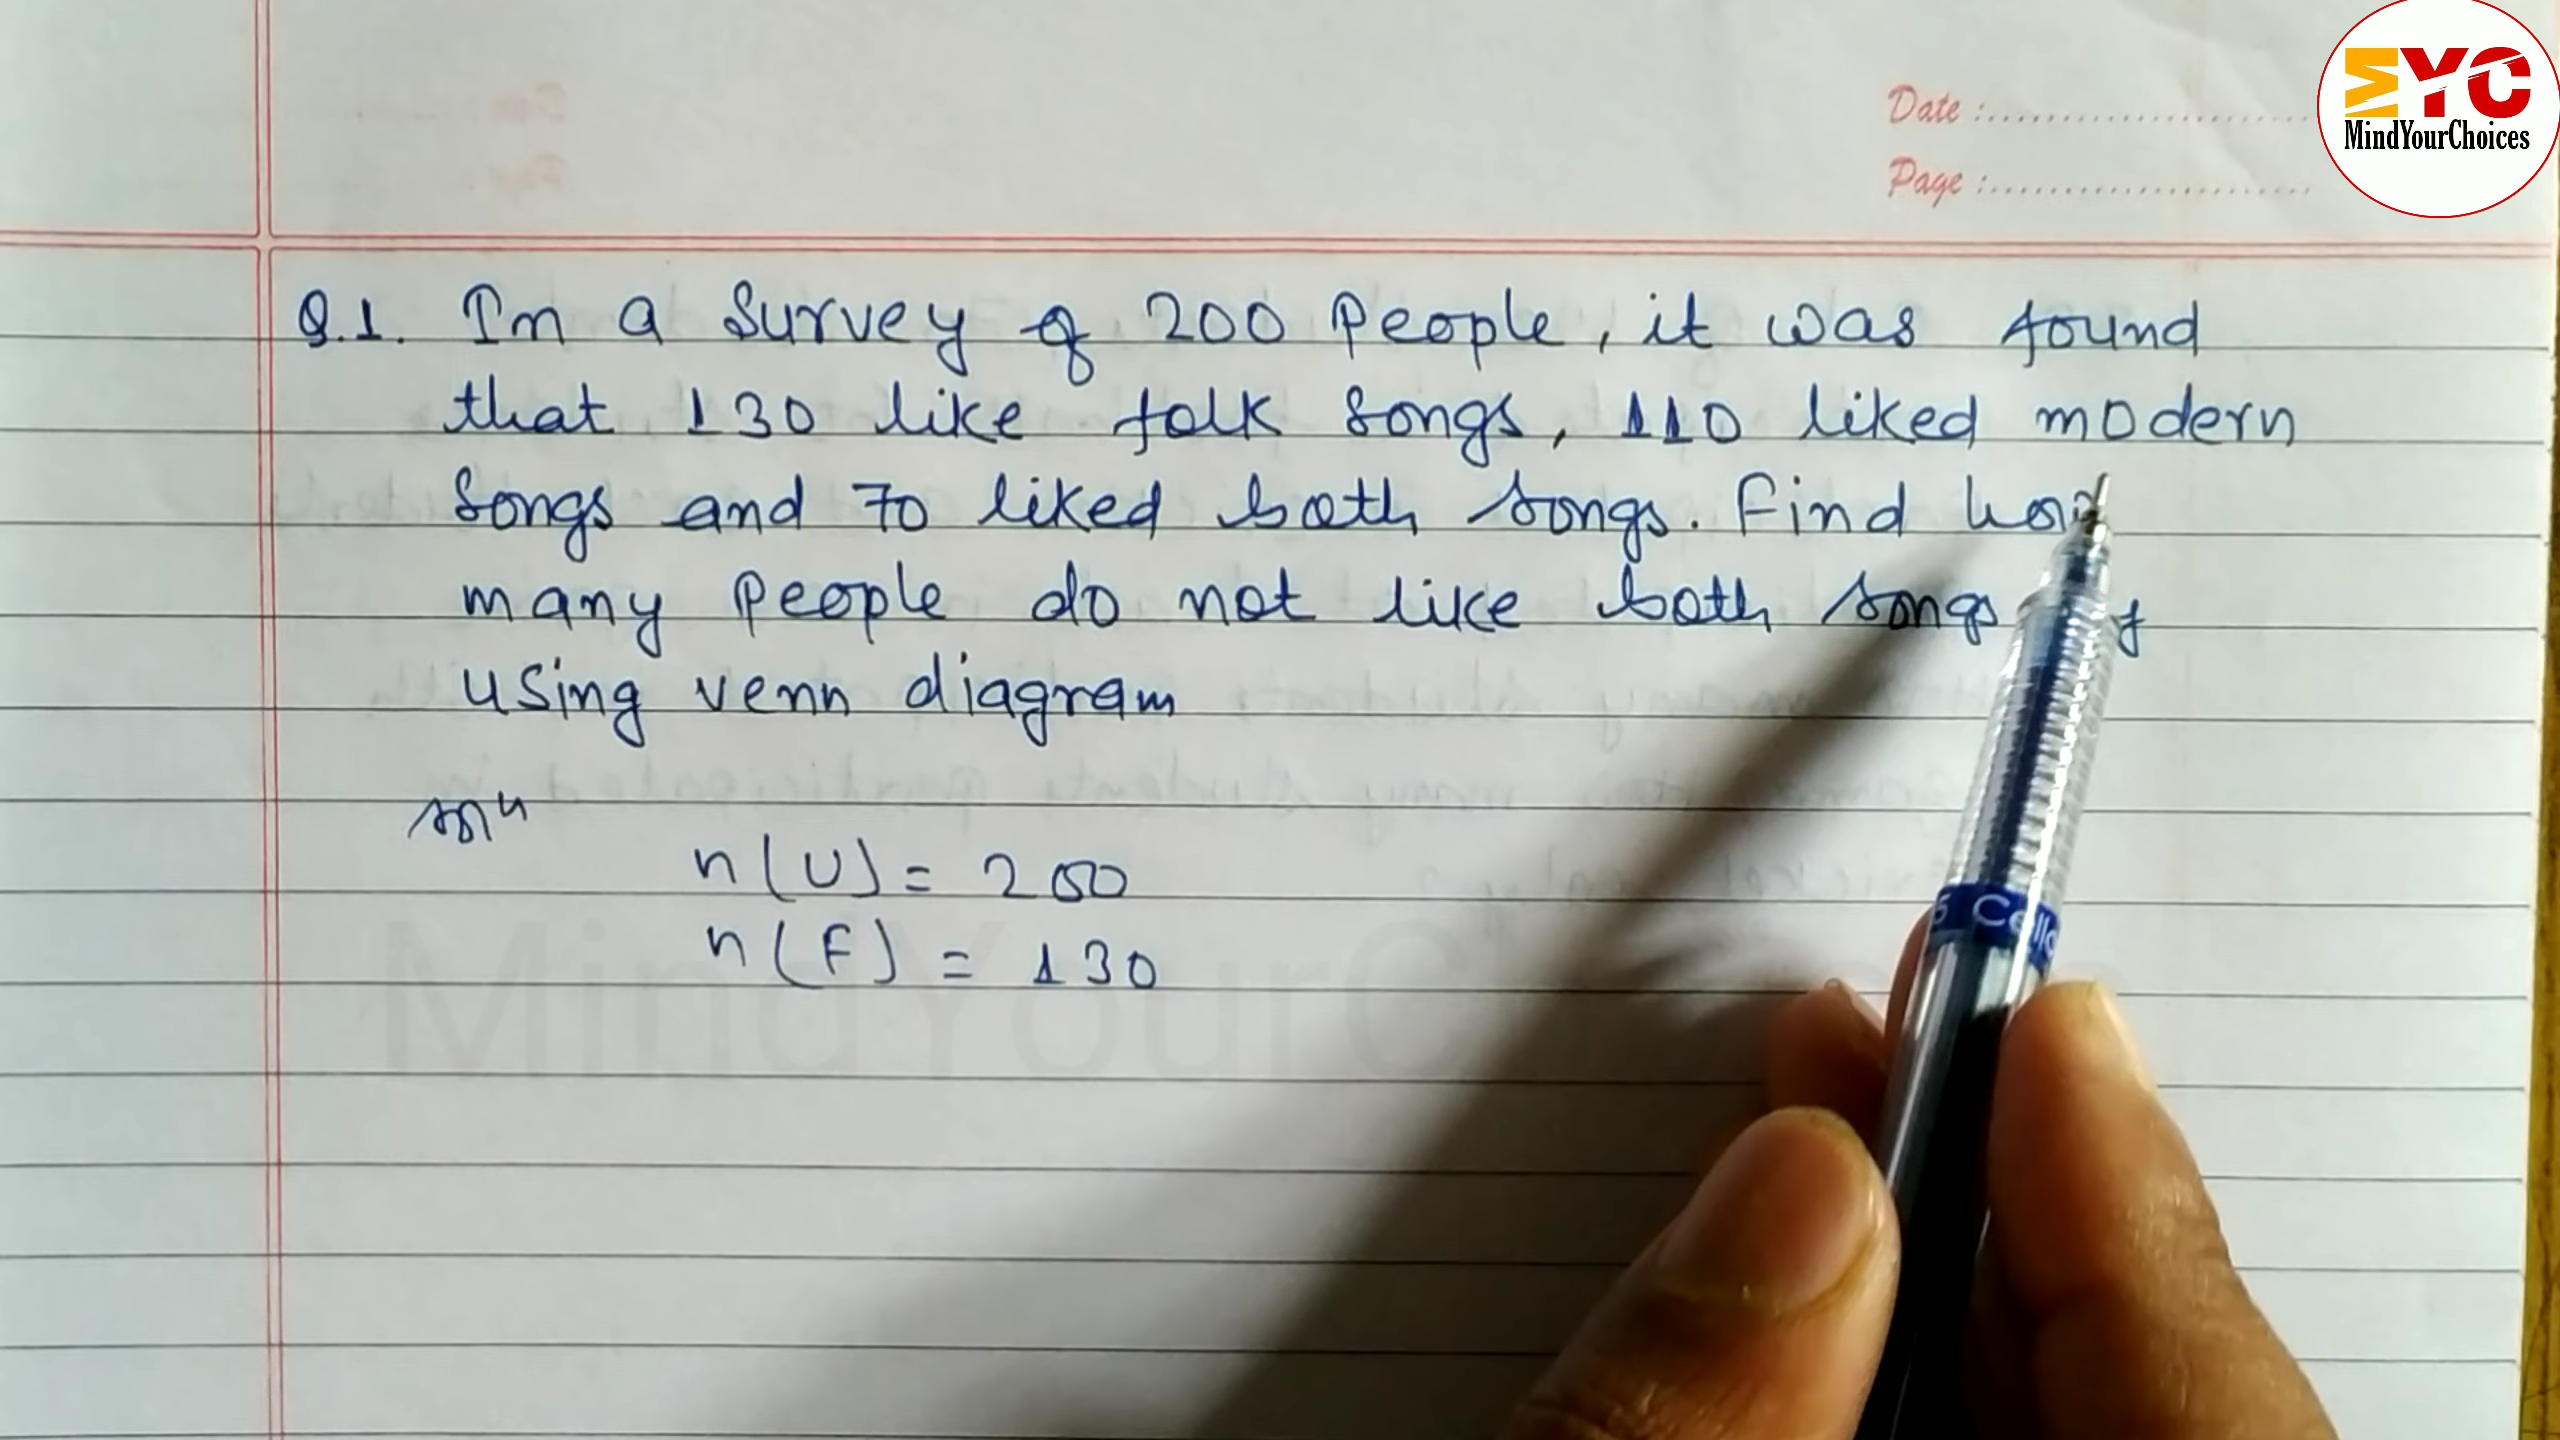 MYC
MindYourChoices
Date :
Page :
Q.1. In a survey of 200 people, it was found
that 130 like folk songs, 110 liked modern
songs and 70 liked both songs. Find how
many people do not like both songs
using venn diagram
solⁿ
n(U) = 200
n(F) = 130
MindYourC